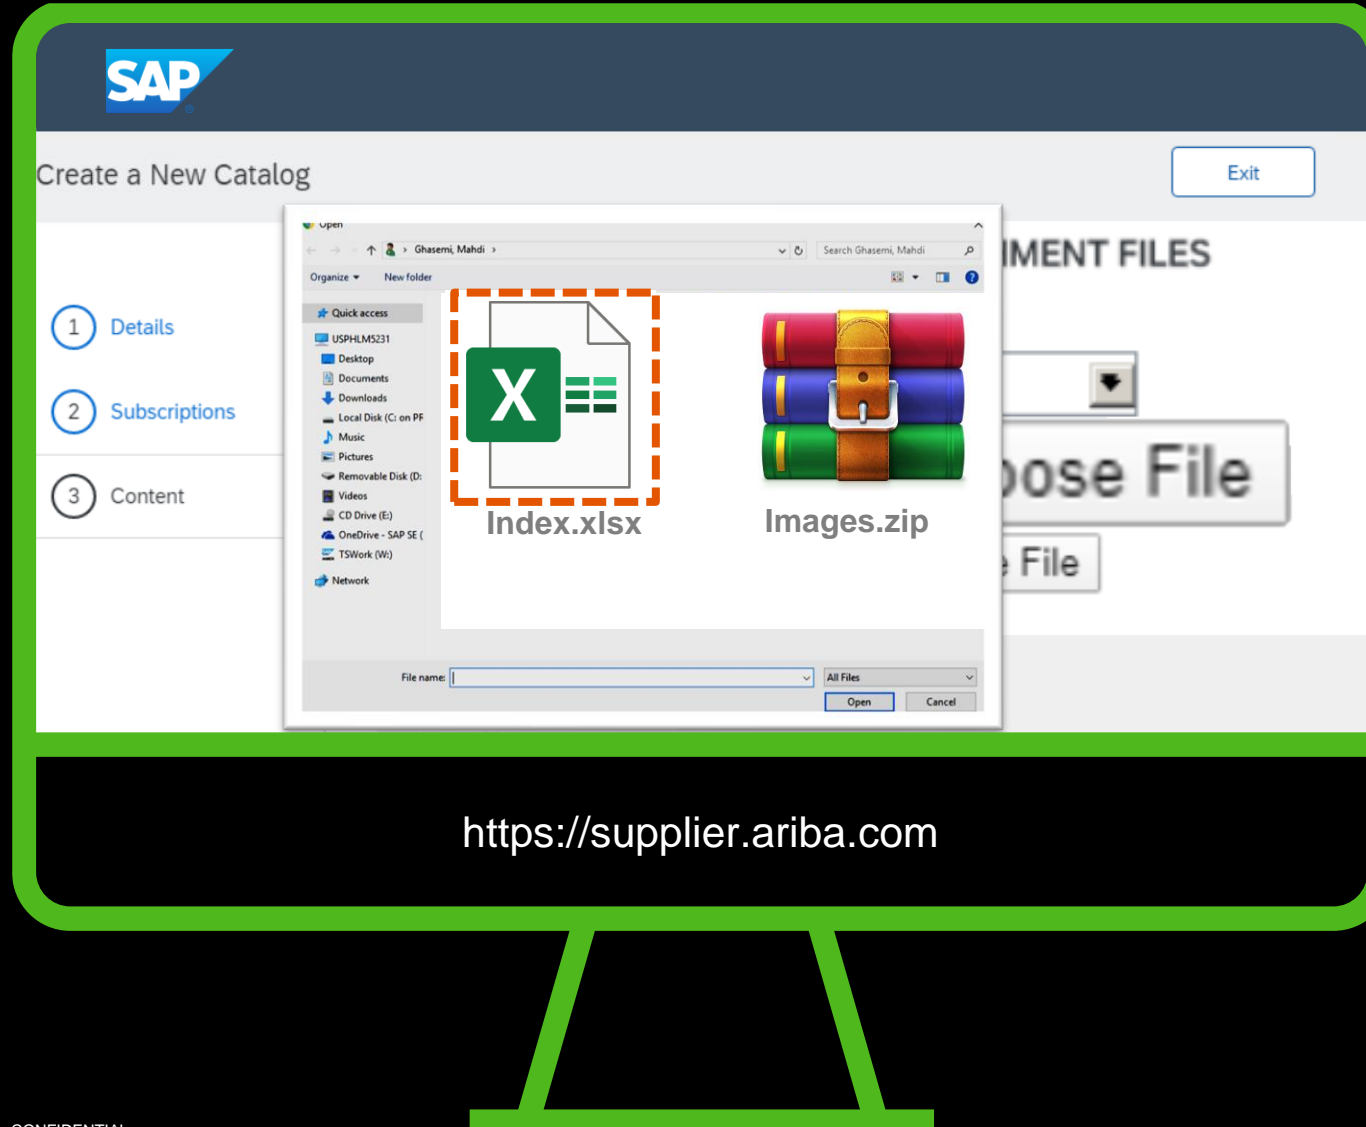 SAP
Create a New Catalog
Exit
Open
Ghasemi, Mahdi
Search Ghasemi, Mahdi
Organize
New folder
MENT FILES
1 Details
2 Subscriptions
3 Content
Quick access
USPHLM5231
Desktop
Documents
Downloads
Local Disk (C: on PF
Music
Pictures
Removable Disk (D:
Videos
CD Drive (E:)
OneDrive - SAP SE (
TSWork (W:)
Network
X
Index.xlsx
Images.zip
ose File
File
File name:
All Files
Open
Cancel
https://supplier.ariba.com
CONFIDENTIAL